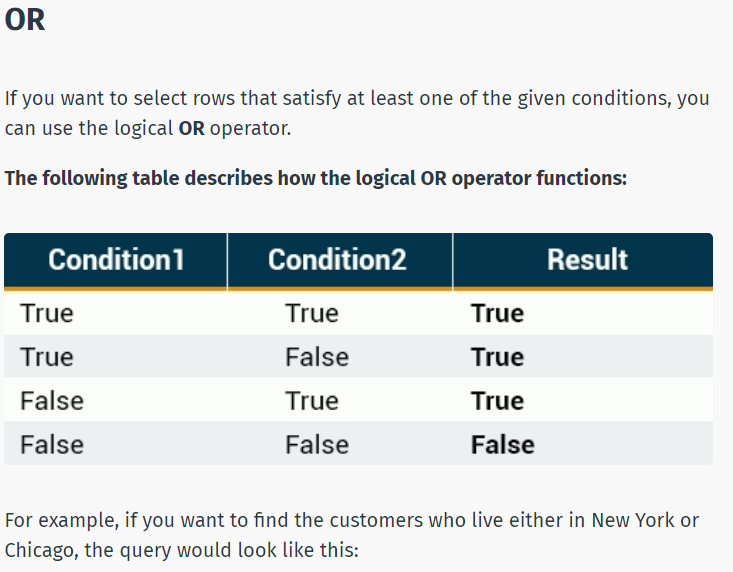 OR
If you want to select rows that satisfy at least one of the given conditions, you
can use the logical OR operator.
The following table describes how the logical OR operator functions:
Condition1 Condition2 Result
True True True
True False True
False True True
False False False
For example, if you want to find the customers who live either in New York or
Chicago, the query would look like this: